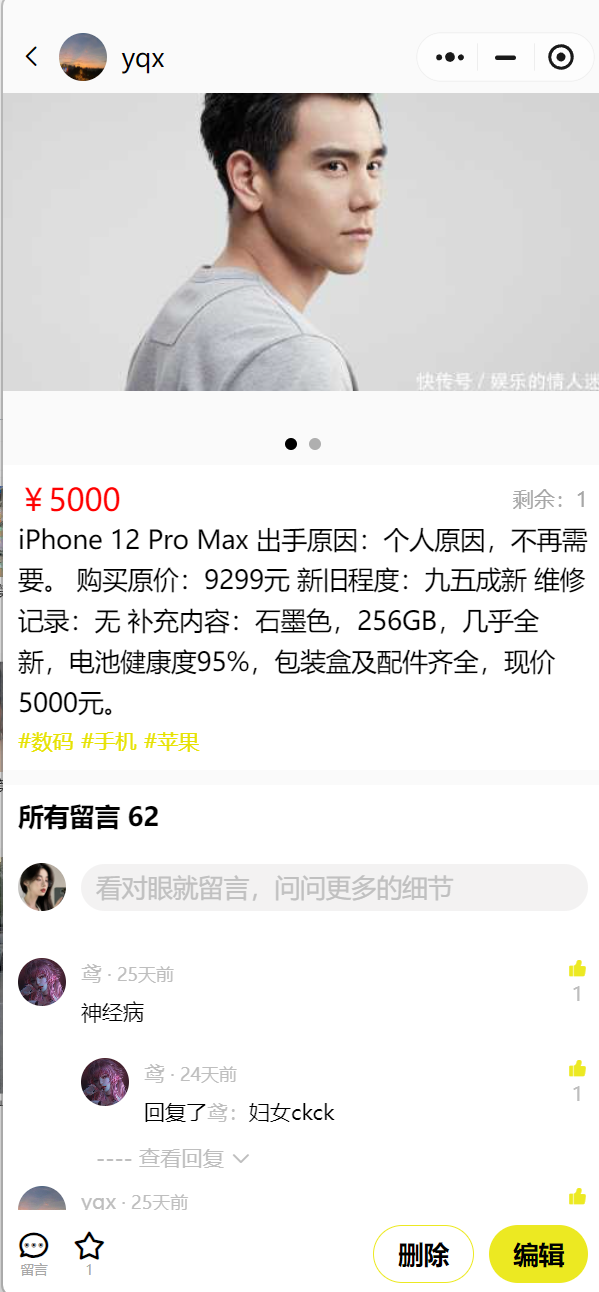 yqx
快传号 / 娱乐的情人迷
￥5000
剩余：1
iPhone 12 Pro Max 出手原因：个人原因，不再需
要。 购买原价：9299元 新旧程度：九五成新 维修
记录：无 补充内容：石墨色，256GB，几乎全
新，电池健康度95%，包装盒及配件齐全，现价
5000元。
#数码 #手机 #苹果
所有留言 62
看对眼就留言，问问更多的细节
鸢 · 25天前
1
神经病
鸢 · 24天前
1
回复了鸢：妇女ckck
---- 查看回复
yqx · 25天前
留言
1
删除
编辑